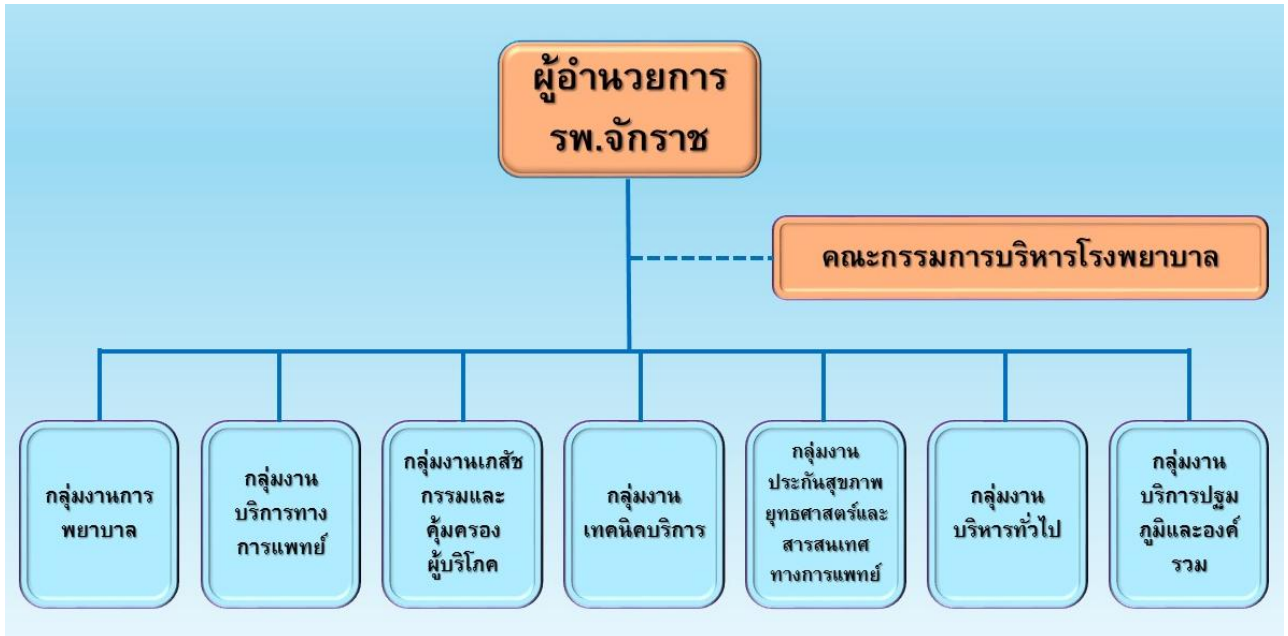 ผู้อำนวยการ
รพ.จักราช
คณะกรรมการบริหารโรงพยาบาล
กลุ่มงานการ
พยาบาล
กลุ่มงาน
บริการทาง
การแพทย์
กลุ่มงานเภสัช
กรรมและ
คุ้มครอง
ผู้บริโภค
กลุ่มงาน
เทคนิคบริการ
กลุ่มงาน
ประกันสุขภาพ
ยุทธศาสตร์และ
สารสนเทศ
ทางการแพทย์
กลุ่มงาน
บริหารทั่วไป
กลุ่มงาน
บริการปฐม
ภูมิและองค์
รวม